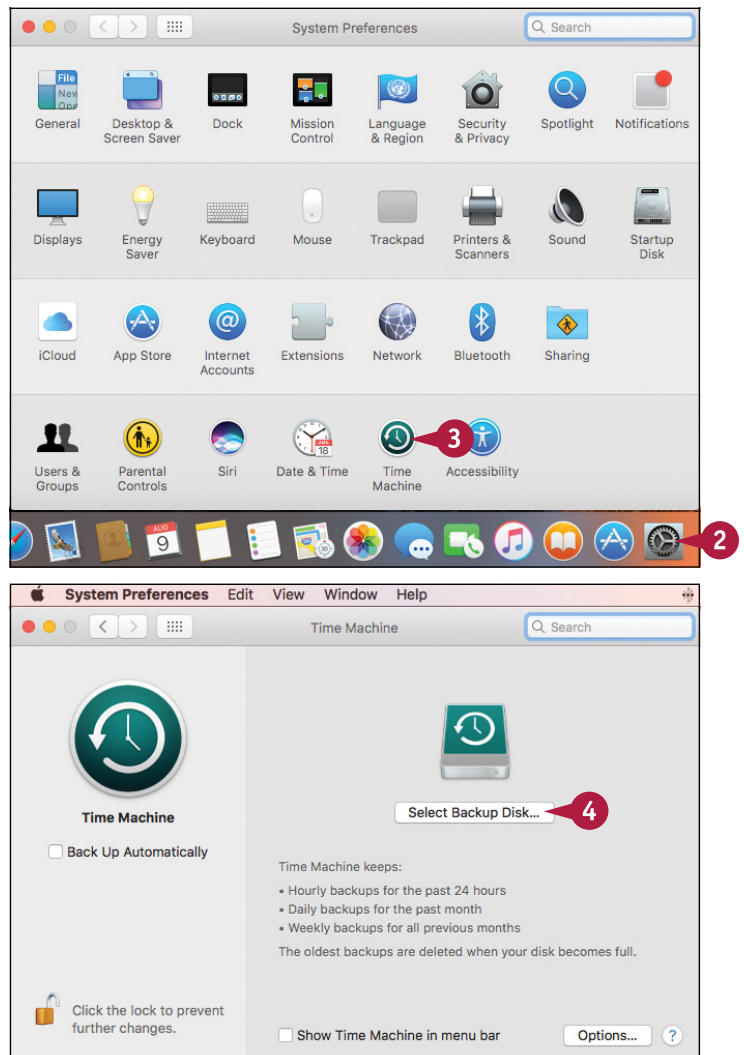 System Preferences
Search
File
New
Ope
General
Desktop &
Screen Saver
Dock
Mission
Control
Language
& Region
Security
& Privacy
Spotlight
Notifications
Displays
Energy
Saver
Keyboard
Mouse
Trackpad
Printers &
Scanners
Sound
Startup
Disk
iCloud
App Store
@
Internet
Accounts
Extensions
Network
Bluetooth
Sharing
JUL
18
3
Users &
Groups
Parental
Controls
Siri
Date & Time
Time
Machine
Accessibility
AUG
9
2
System Preferences Edit View Window Help
Time Machine
Search
Time Machine
Back Up Automatically
Select Backup Disk...
4
Time Machine keeps:
• Hourly backups for the past 24 hours
• Daily backups for the past month
• Weekly backups for all previous months
The oldest backups are deleted when your disk becomes full.
Click the lock to prevent
further changes.
Show Time Machine in menu bar
Options...
?